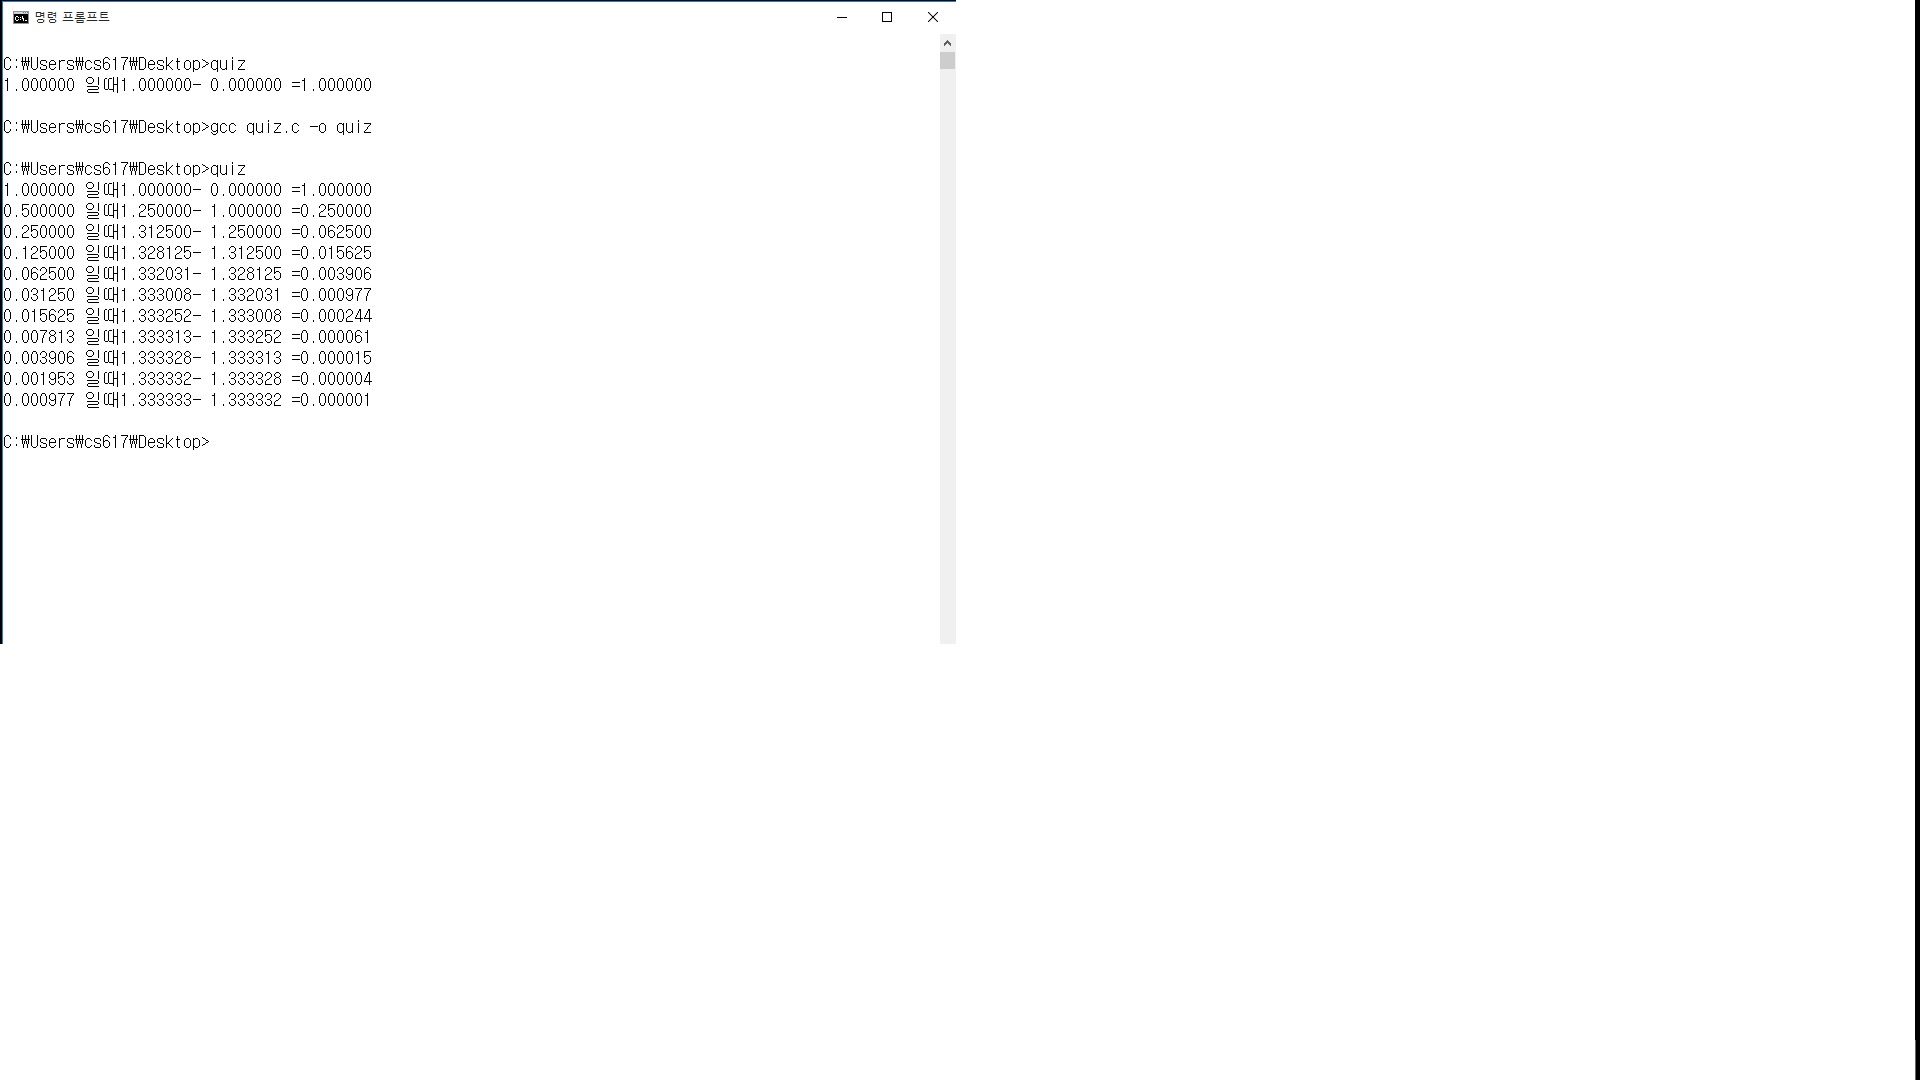 명령 프롬프트
C:₩Users₩cs617₩Desktop>quiz
1.000000 일때1.000000- 0.000000 =1.000000
C:₩Users₩cs617₩Desktop>gcc quiz.c -o quiz
C:₩Users₩cs617₩Desktop>quiz
1.000000 일때1.000000- 0.000000 =1.000000
0.500000 일때1.250000- 1.000000 =0.250000
0.250000 일때1.312500- 1.250000 =0.062500
0.125000 일때1.328125- 1.312500 =0.015625
0.062500 일때1.332031- 1.328125 =0.003906
0.031250 일때1.333008- 1.332031 =0.000977
0.015625 일때1.333252- 1.333008 =0.000244
0.007813 일때1.333313- 1.333252 =0.000061
0.003906 일때1.333328- 1.333313 =0.000015
0.001953 일때1.333332- 1.333328 =0.000004
0.000977 일때1.333333- 1.333332 =0.000001
C:₩Users₩cs617₩Desktop>